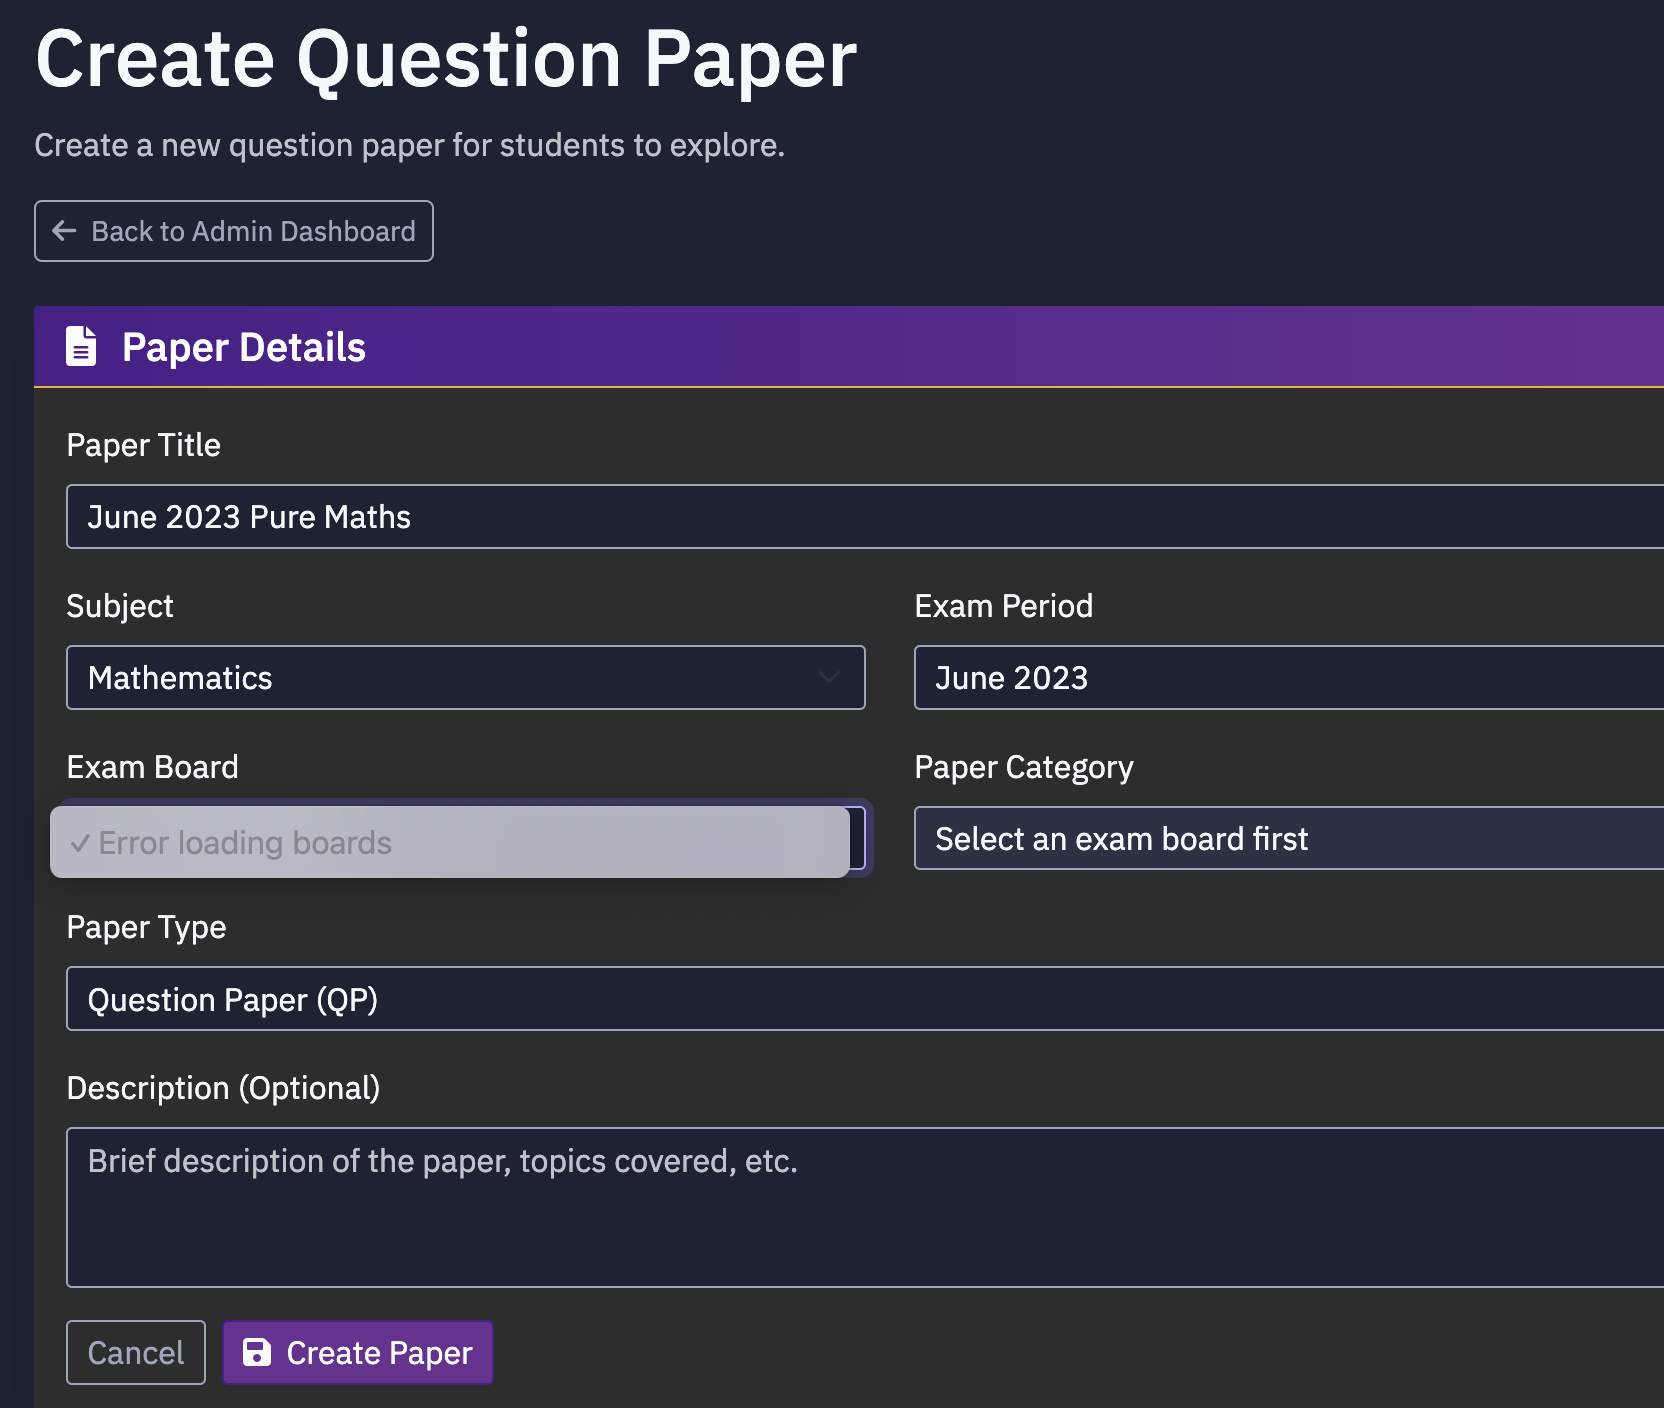 Create Question Paper
Create a new question paper for students to explore.
← Back to Admin Dashboard
Paper Details
Paper Title
June 2023 Pure Maths
Subject
Exam Period
Mathematics
June 2023
Exam Board
Paper Category
✓ Error loading boards
Select an exam board first
Paper Type
Question Paper (QP)
Description (Optional)
Brief description of the paper, topics covered, etc.
Cancel
Create Paper